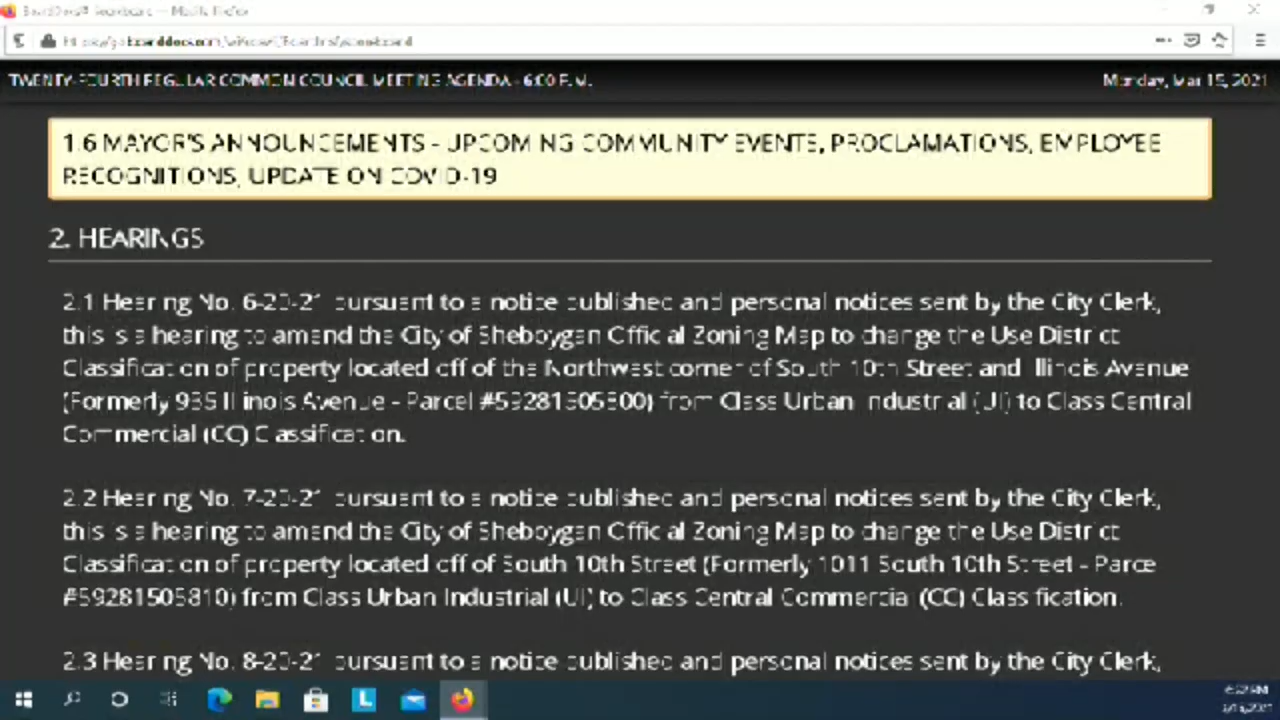 BoardDocs® Scoreboard — Mozilla Firefox
TWENTY-FOURTH REGULAR COMMON COUNCIL MEETING AGENDA - 6:00 P.M.
Monday, Mar 15, 2021
1.6 MAYOR'S ANNOUNCEMENTS - UPCOMING COMMUNITY EVENTS, PROCLAMATIONS, EMPLOYEE
RECOGNITIONS, UPDATE ON COVID-19
2. HEARINGS
2.1 Hearing No. 6-20-21 pursuant to a notice published and personal notices sent by the City Clerk,
this is a hearing to amend the City of Sheboygan Official Zoning Map to change the Use District
Classification of property located off of the Northwest corner of South 10th Street and Illinois Avenue
(Formerly 935 Illinois Avenue - Parcel #59281505800) from Class Urban Industrial (UI) to Class Central
Commercial (CC) Classification.
2.2 Hearing No. 7-20-21 pursuant to a notice published and personal notices sent by the City Clerk,
this is a hearing to amend the City of Sheboygan Official Zoning Map to change the Use District
Classification of property located off of South 10th Street (Formerly 1011 South 10th Street - Parcel
#59281505810) from Class Urban Industrial (UI) to Class Central Commercial (CC) Classification.
2.3 Hearing No. 8-20-21 pursuant to a notice published and personal notices sent by the City Clerk,